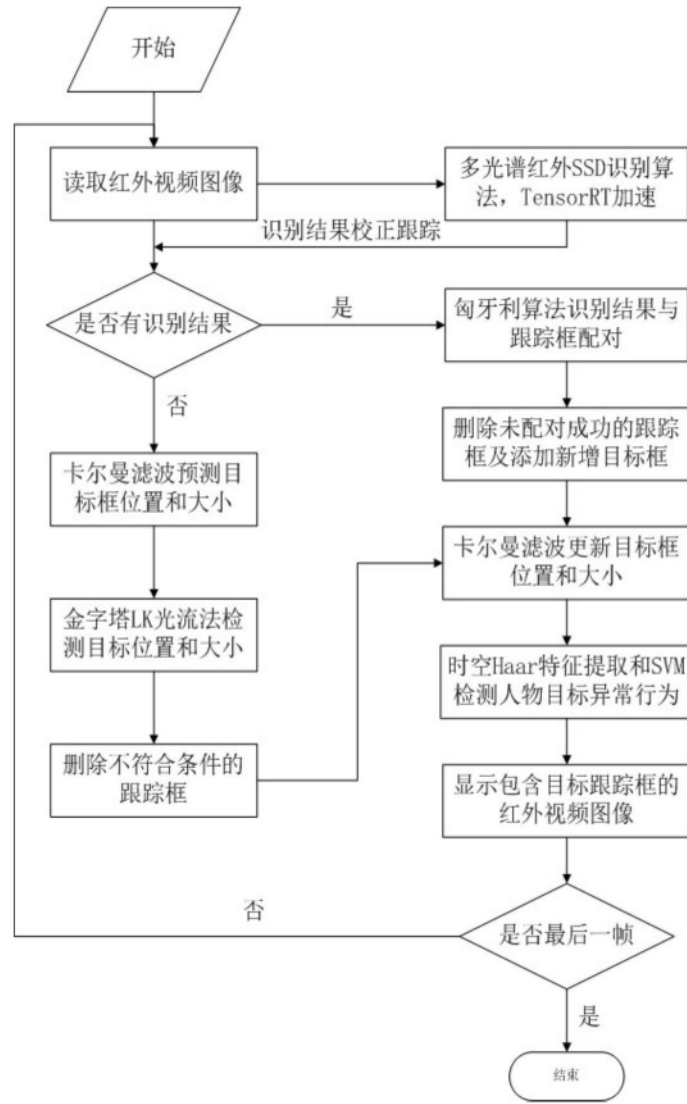 开始
读取红外视频图像
多光谱红外SSD识别算
法，TensorRT加速
识别结果校正跟踪
是否有识别结果
是
匈牙利算法识别结果与
跟踪框配对
否
删除未配对成功的跟踪
框及添加新增目标框
卡尔曼滤波预测目
标框位置和大小
卡尔曼滤波更新目标框
位置和大小
金字塔LK光流法检
测目标位置和大小
时空Haar特征提取和SVM
检测人物目标异常行为
删除不符合条件的
跟踪框
显示包含目标跟踪框的
红外视频图像
否
是否最后一帧
是
结束